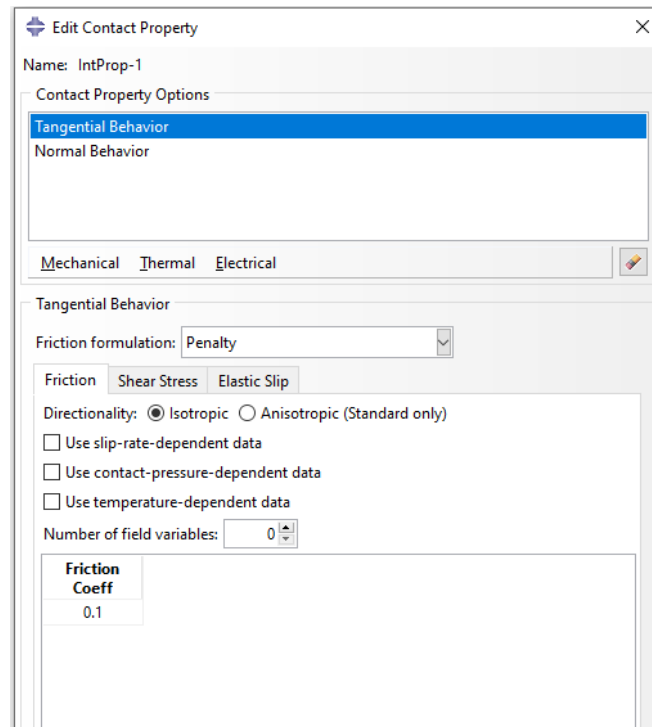 Edit Contact Property
Name: IntProp-1
Contact Property Options
Tangential Behavior
Normal Behavior
Mechanical Thermal Electrical
Tangential Behavior
Friction formulation: Penalty
Friction Shear Stress Elastic Slip
Directionality: Isotropic Anisotropic (Standard only)
Use slip-rate-dependent data
Use contact-pressure-dependent data
Use temperature-dependent data
Number of field variables: 0
Friction
Coeff
0.1